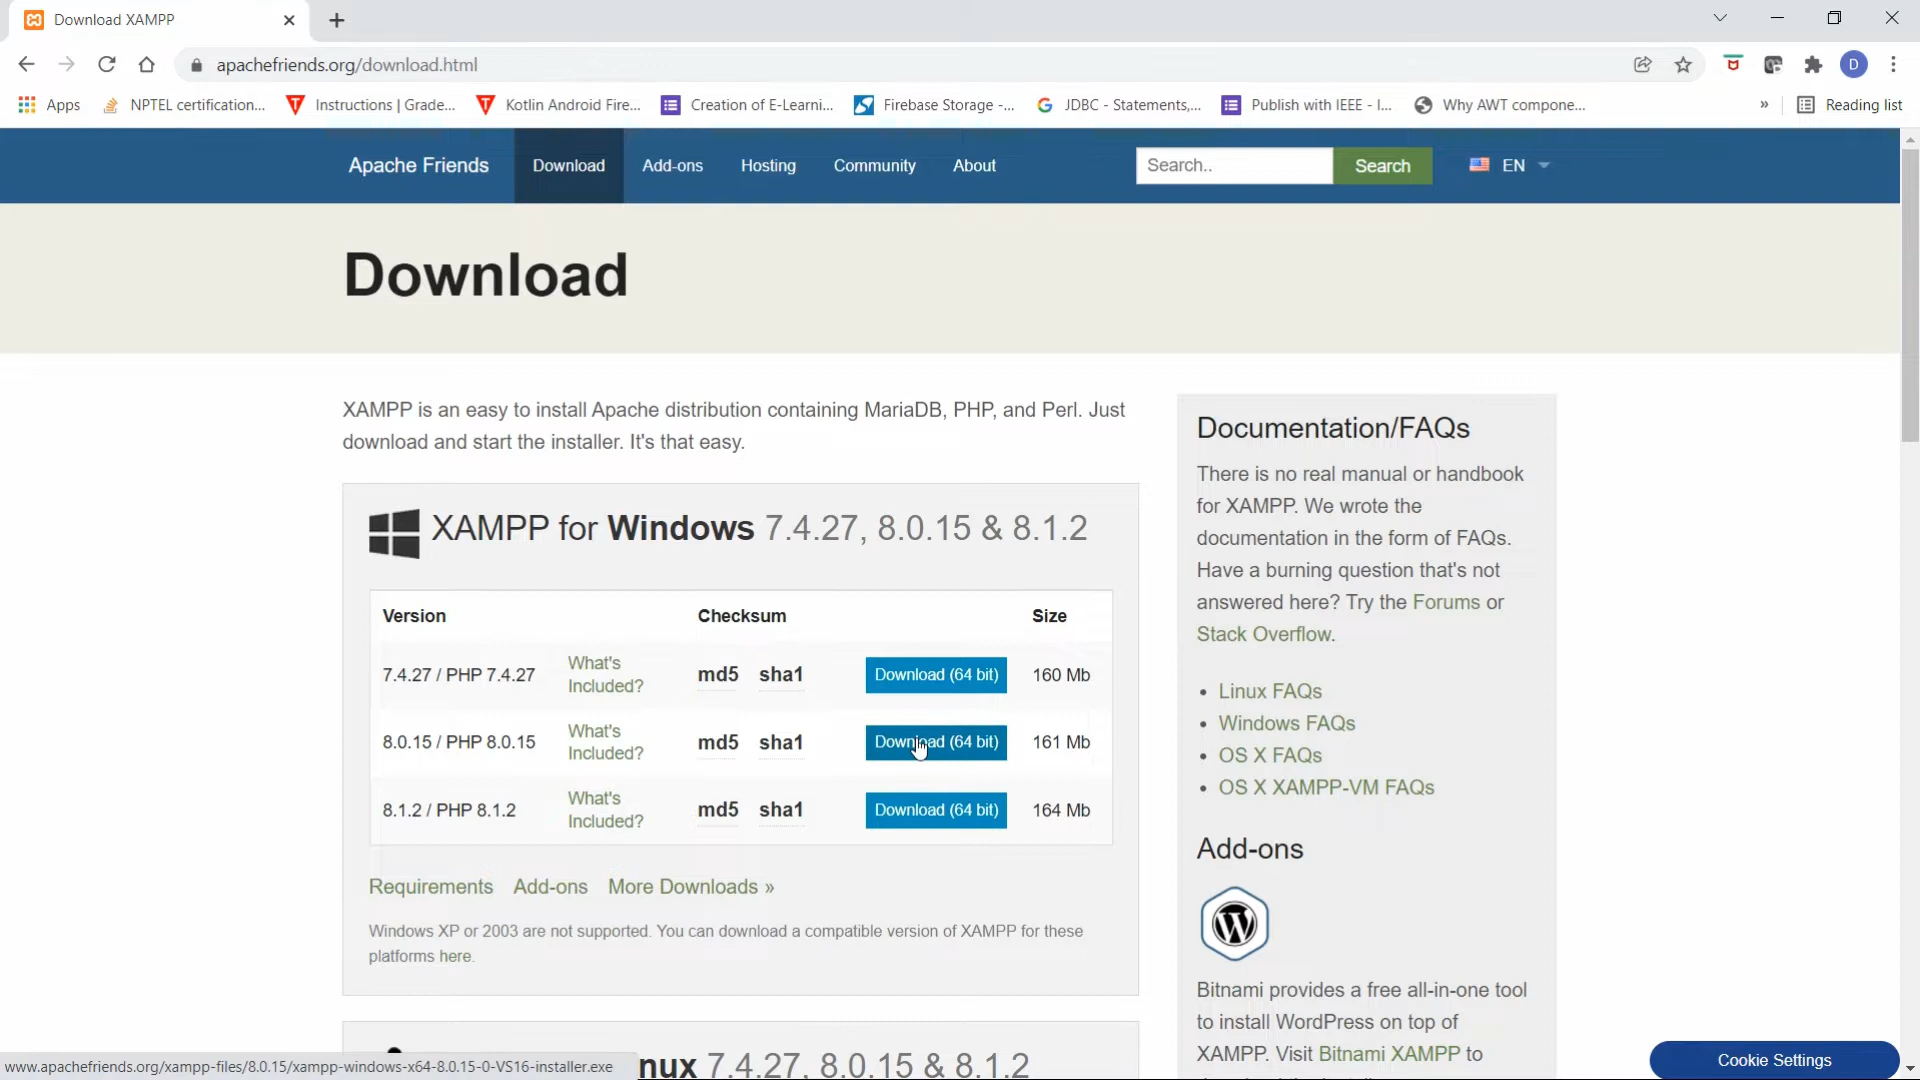 Download XAMPP
apachefriends.org/download.html
D
Apps NPTEL certification... Instructions | Grade... Kotlin Android Fire... Creation of E-Learni... Firebase Storage -... JDBC - Statements,... Publish with IEEE - I... Why AWT compone... » Reading list
Apache Friends Download Add-ons Hosting Community About Search.. Search EN
Download
XAMPP is an easy to install Apache distribution containing MariaDB, PHP, and Perl. Just
download and start the installer. It's that easy.
XAMPP for Windows 7.4.27, 8.0.15 & 8.1.2
Version Checksum Size
7.4.27 / PHP 7.4.27 What's
Included? md5 sha1 Download (64 bit) 160 Mb
8.0.15 / PHP 8.0.15 What's
Included? md5 sha1 Download (64 bit) 161 Mb
8.1.2 / PHP 8.1.2 What's
Included? md5 sha1 Download (64 bit) 164 Mb
Requirements Add-ons More Downloads »
Windows XP or 2003 are not supported. You can download a compatible version of XAMPP for these
platforms here.
nux 7.4.27, 8.0.15 & 8.1.2
Documentation/FAQs
There is no real manual or handbook
for XAMPP. We wrote the
documentation in the form of FAQs.
Have a burning question that's not
answered here? Try the Forums or
Stack Overflow.
• Linux FAQs
• Windows FAQs
• OS X FAQs
• OS X XAMPP-VM FAQs
Add-ons
Bitnami provides a free all-in-one tool
to install WordPress on top of
XAMPP. Visit Bitnami XAMPP to
Cookie Settings
www.apachefriends.org/xampp-files/8.0.15/xampp-windows-x64-8.0.15-0-VS16-installer.exe